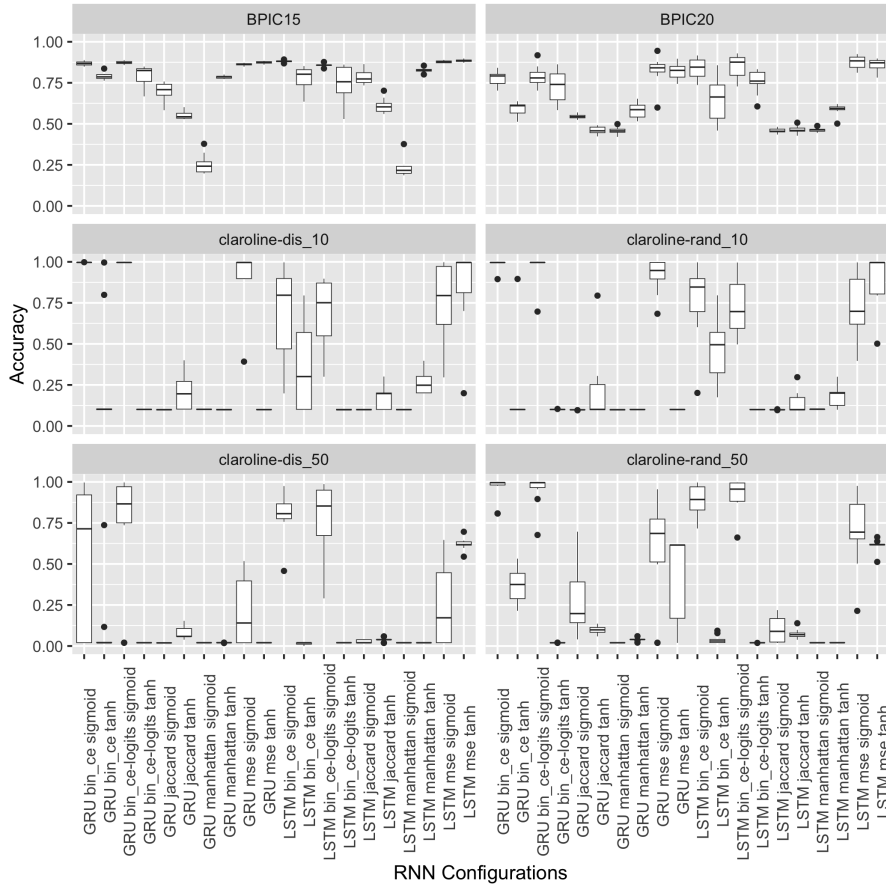 BPIC15
BPIC20
1.00
0.75
0.50
0.25
0.00
claroline-dis_10
claroline-rand_10
1.00
0.75
0.50
0.25
0.00
claroline-dis_50
claroline-rand_50
1.00
0.75
0.50
0.25
0.00
Accuracy
GRU bin_ce sigmoid
GRU bin_ce tanh
GRU bin_ce-logits sigmoid
GRU bin_ce-logits tanh
GRU jaccard sigmoid
GRU jaccard tanh
GRU manhattan sigmoid
GRU manhattan tanh
GRU mse sigmoid
GRU mse tanh
LSTM bin_ce sigmoid
LSTM bin_ce tanh
LSTM bin_ce-logits sigmoid
LSTM bin_ce-logits tanh
LSTM jaccard sigmoid
LSTM jaccard tanh
LSTM manhattan sigmoid
LSTM manhattan tanh
LSTM mse sigmoid
LSTM mse tanh
GRU bin_ce sigmoid
GRU bin_ce tanh
GRU bin_ce-logits sigmoid
GRU bin_ce-logits tanh
GRU jaccard sigmoid
GRU jaccard tanh
GRU manhattan sigmoid
GRU manhattan tanh
GRU mse sigmoid
GRU mse tanh
LSTM bin_ce sigmoid
LSTM bin_ce tanh
LSTM bin_ce-logits sigmoid
LSTM bin_ce-logits tanh
LSTM jaccard sigmoid
LSTM jaccard tanh
LSTM manhattan sigmoid
LSTM manhattan tanh
LSTM mse sigmoid
LSTM mse tanh
RNN Configurations